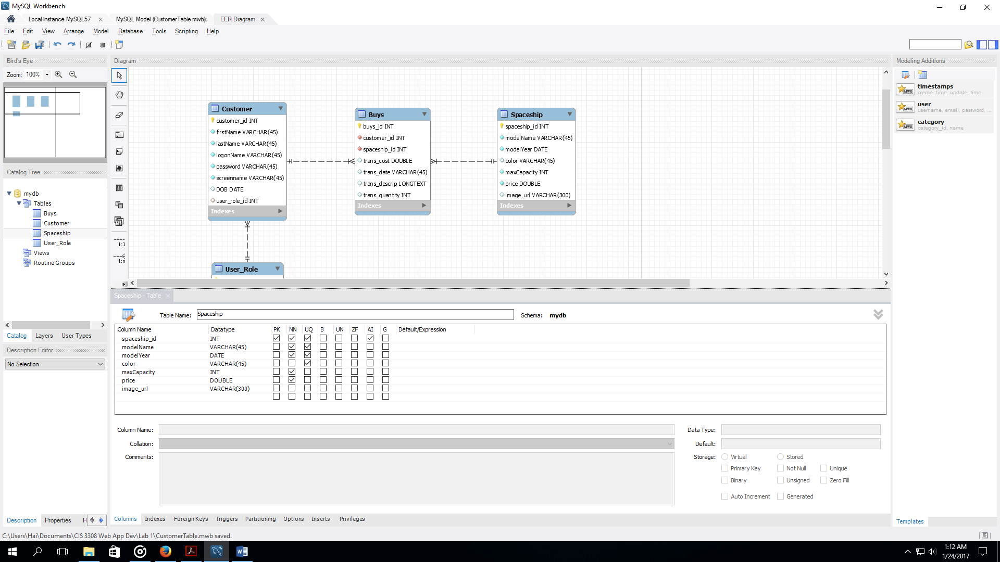 MySQL Workbench
Local instance MySQL57
MySQL Model (CustomerTable.mwb)
EER Diagram
File Edit View Arrange Model Database Tools Scripting Help
Bird's Eye
Zoom: 100%
Catalog Tree
mydb
Tables
Buys
Customer
Spaceship
User_Role
Views
Routine Groups
Catalog Layers User Types
Description Editor
No Selection
Description Properties H
Diagram
1:1
1:n
Customer
customer_id INT
firstName VARCHAR(45)
lastName VARCHAR(45)
logonName VARCHAR(45)
password VARCHAR(45)
screenname VARCHAR(45)
DOB DATE
user_role_id INT
Indexes
Buys
buys_id INT
customer_id INT
spaceship_id INT
trans_cost DOUBLE
trans_date VARCHAR(45)
trans_descrip LONGTEXT
trans_quantity INT
Indexes
Spaceship
spaceship_id INT
modelName VARCHAR(45)
modelYear DATE
color VARCHAR(45)
maxCapacity INT
price DOUBLE
image_url VARCHAR(300)
Indexes
User_Role
Modeling Additions
timestamps
create_time, update_time
user
username, email, password, ...
category
category_id, name
Templates
Spaceship - Table
Table Name: Spaceship Schema: mydb
Column Name Datatype PK NN UQ B UN ZF AI G Default/Expression
spaceship_id INT
modelName VARCHAR(45)
modelYear DATE
color VARCHAR(45)
maxCapacity INT
price DOUBLE
image_url VARCHAR(300)
Column Name: Data Type:
Collation: Default:
Comments: Storage: Virtual Stored
Primary Key Not Null Unique
Binary Unsigned Zero Fill
Auto Increment Generated
Columns Indexes Foreign Keys Triggers Partitioning Options Inserts Privileges
C:\Users\Hai\Documents\CIS 3308 Web App Dev\Lab 1\CustomerTable.mwb saved.
1:12 AM
1/24/2017